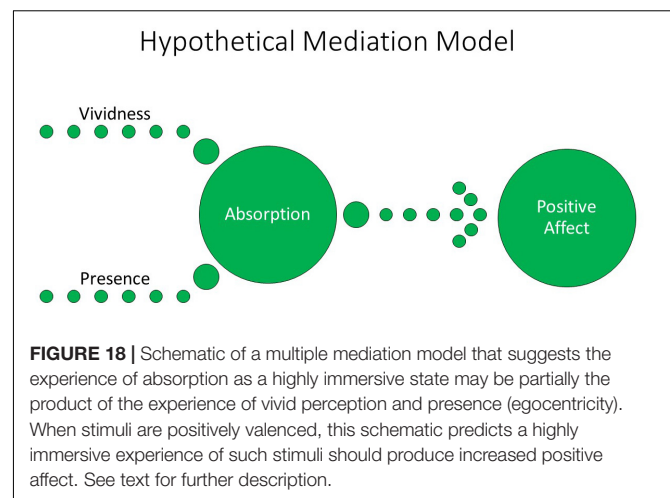 Hypothetical Mediation Model
Vividness
Absorption
Positive
Affect
Presence
FIGURE 18 | Schematic of a multiple mediation model that suggests the
experience of absorption as a highly immersive state may be partially the
product of the experience of vivid perception and presence (egocentricity).
When stimuli are positively valenced, this schematic predicts a highly
immersive experience of such stimuli should produce increased positive
affect. See text for further description.